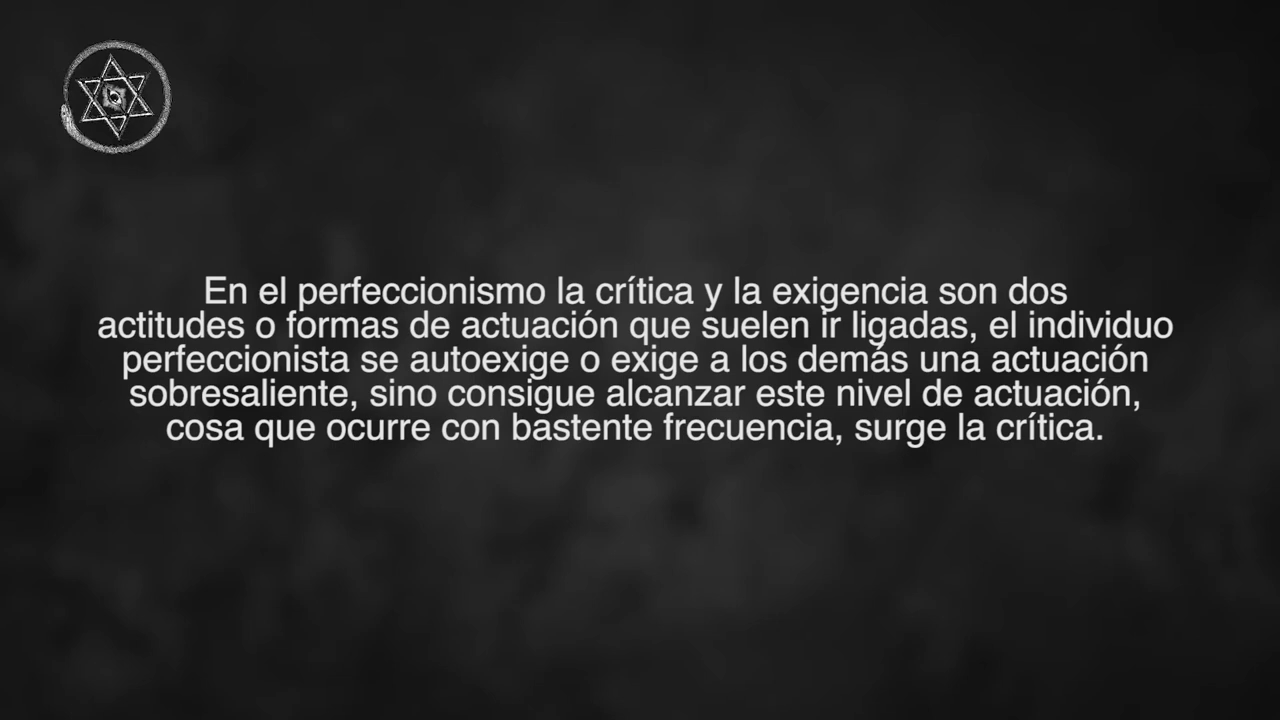 En el perfeccionismo la crítica y la exigencia son dos
actitudes o formas de actuación que suelen ir ligadas, el individuo
perfeccionista se autoexige o exige a los demás una actuación
sobresaliente, sino consigue alcanzar este nivel de actuación,
cosa que ocurre con bastente frecuencia, surge la crítica.